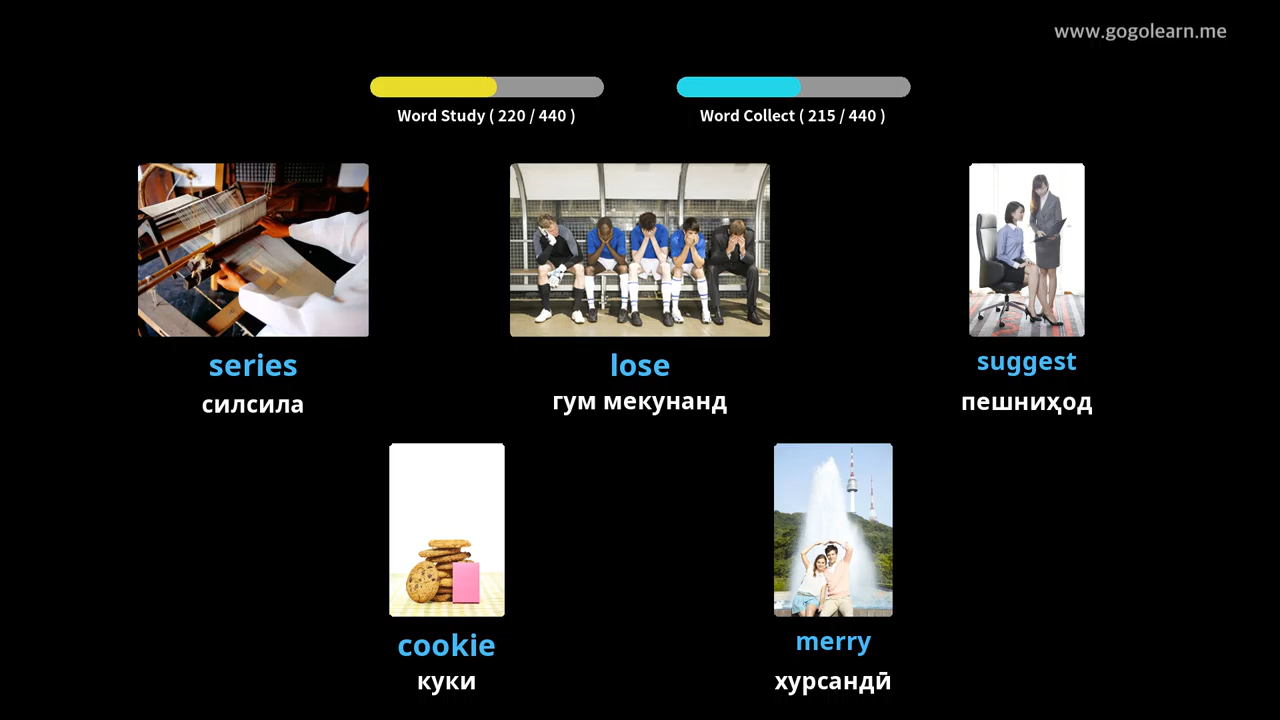 www.gogolearn.me
Word Study ( 220 / 440 )
Word Collect ( 215 / 440 )
series
силсила
lose
гум мекунанд
suggest
пешниҳод
cookie
куки
merry
хурсандӣ